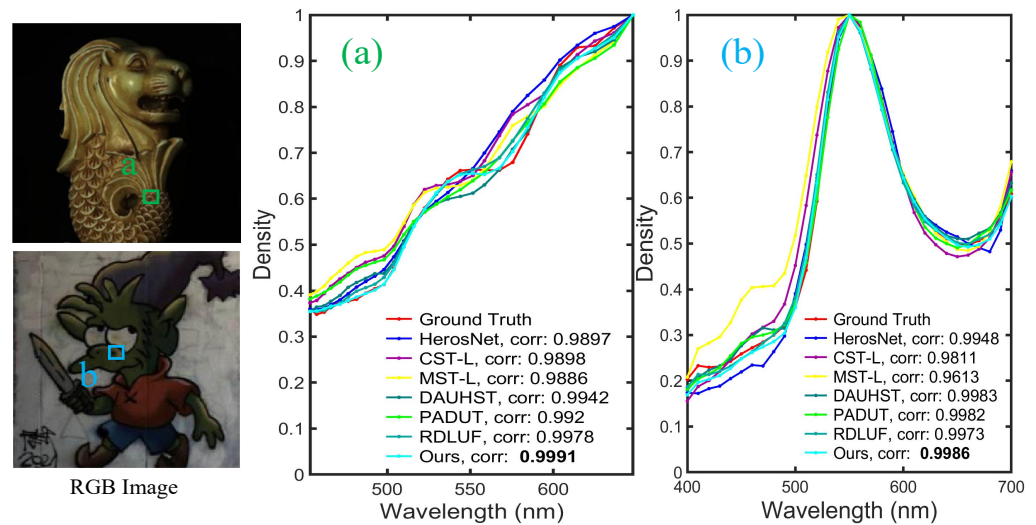 a
b
RGB Image
(a)
Density
1
0.9
0.8
0.7
0.6
0.5
0.4
0.3
0.2
0.1
0
500
550
600
Wavelength (nm)
Ground Truth
HerosNet, corr: 0.9897
CST-L, corr: 0.9898
MST-L, corr: 0.9886
DAUHST, corr: 0.9942
PADUT, corr: 0.992
RDLUF, corr: 0.9978
Ours, corr: 0.9991
(b)
Density
1
0.9
0.8
0.7
0.6
0.5
0.4
0.3
0.2
0.1
0
400
500
600
700
Wavelength (nm)
Ground Truth
HerosNet, corr: 0.9948
CST-L, corr: 0.9811
MST-L, corr: 0.9613
DAUHST, corr: 0.9983
PADUT, corr: 0.9982
RDLUF, corr: 0.9973
Ours, corr: 0.9986